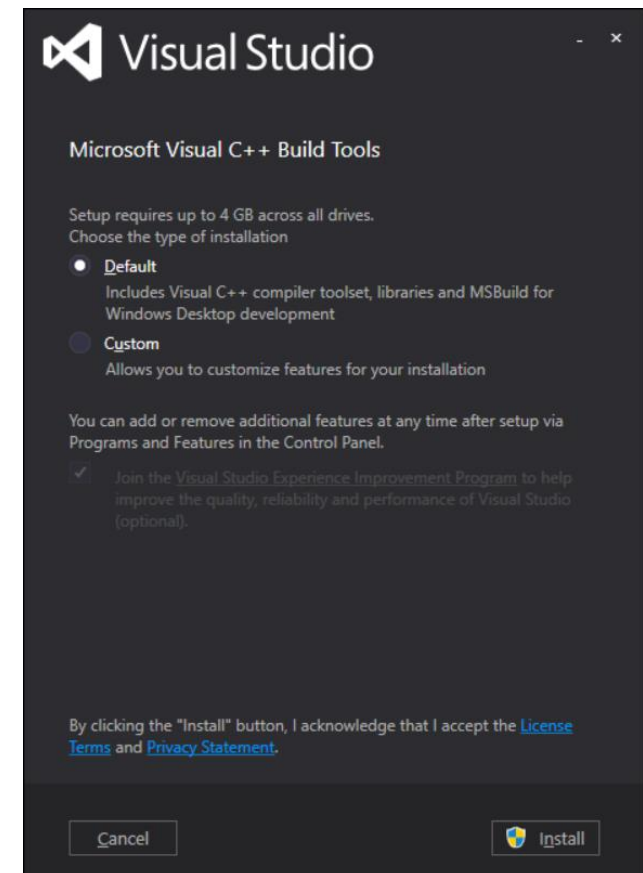 Visual Studio
Microsoft Visual C++ Build Tools
Setup requires up to 4 GB across all drives.
Choose the type of installation
Default
Includes Visual C++ compiler toolset, libraries and MSBuild for
Windows Desktop development
Custom
Allows you to customize features for your installation
You can add or remove additional features at any time after setup via
Programs and Features in the Control Panel.
Join the Visual Studio Experience Improvement Program to help
improve the quality, reliability and performance of Visual Studio
(optional).
By clicking the "Install" button, I acknowledge that I accept the License
Terms and Privacy Statement.
Cancel
Install